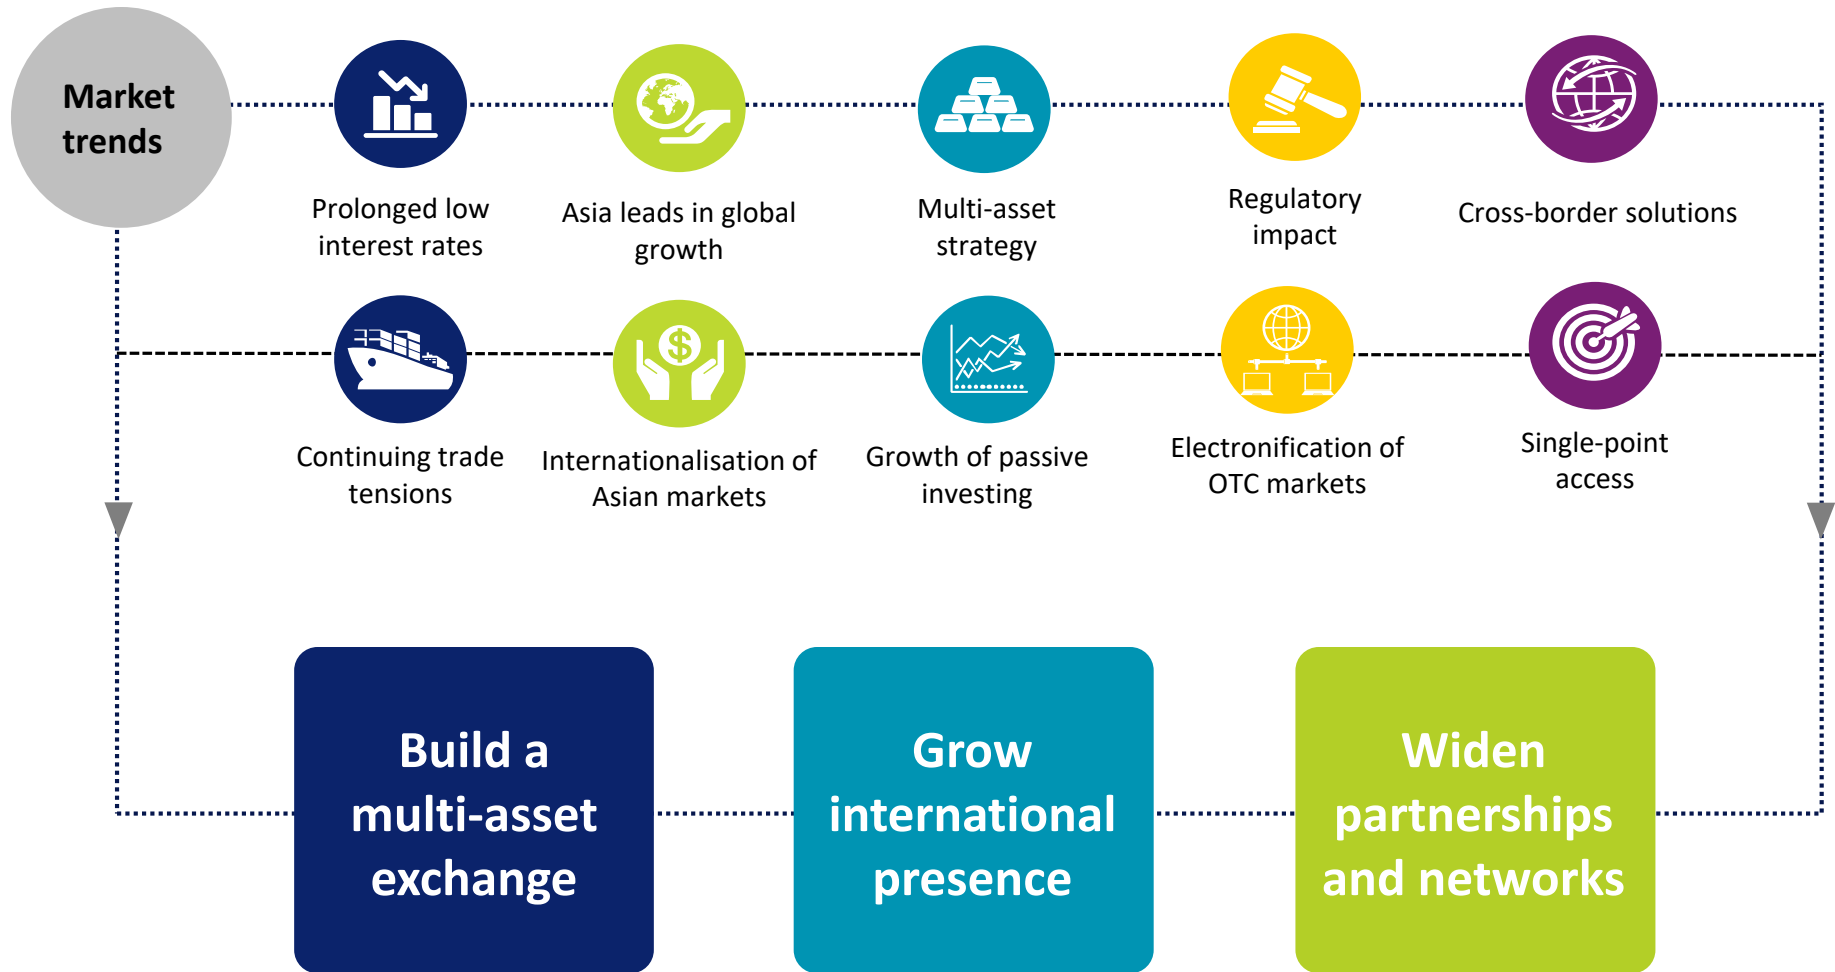 Market
trends
Prolonged low
interest rates
Asia leads in global
growth
Multi-asset
strategy
Regulatory
impact
Cross-border solutions
$
Continuing trade
tensions
Internationalisation of
Asian markets
Growth of passive
investing
Electronification of
OTC markets
Single-point
access
Build a
multi-asset
exchange
Grow
international
presence
Widen
partnerships
and networks